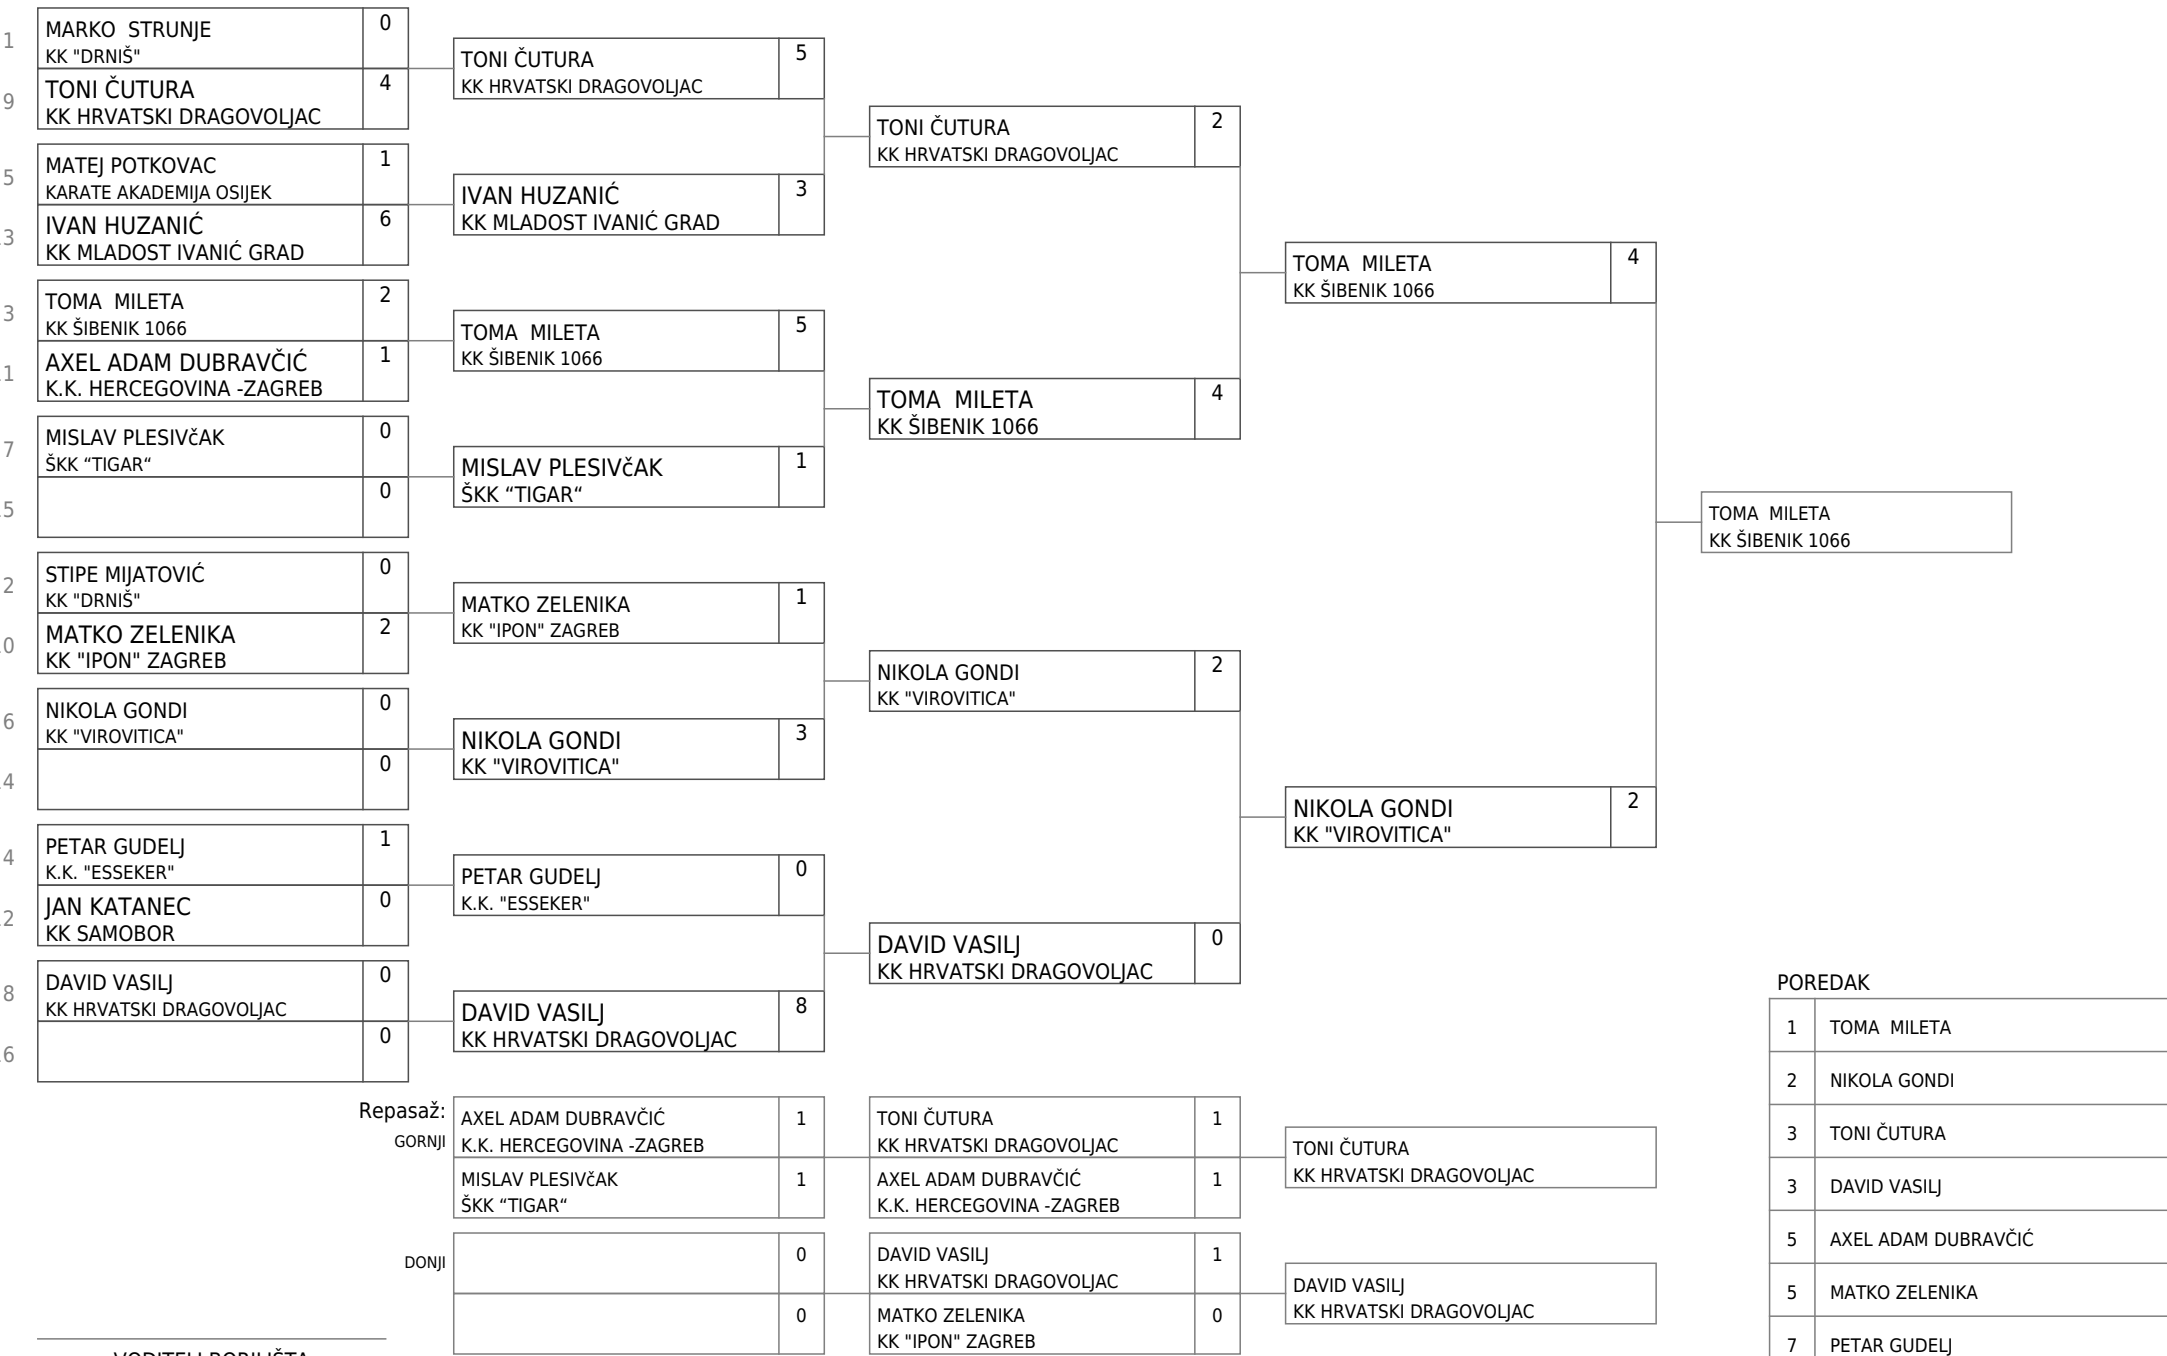 1
MARKO  STRUNJE
0
KK "DRNIŠ"
9
TONI ČUTURA
4
KK HRVATSKI DRAGOVOLJAC
5
MATEJ POTKOVAC
1
KARATE AKADEMIJA OSIJEK
3
IVAN HUZANIĆ
6
KK MLADOST IVANIĆ GRAD
3
TOMA  MILETA
2
KK ŠIBENIK 1066
1
AXEL ADAM DUBRAVČIĆ
1
K.K. HERCEGOVINA -ZAGREB
7
MISLAV PLESIVčAK
0
ŠKK “TIGAR“
5
0
2
STIPE MIJATOVIĆ
0
KK "DRNIŠ"
0
MATKO ZELENIKA
2
KK "IPON" ZAGREB
6
NIKOLA GONDI
0
KK "VIROVITICA"
4
0
4
PETAR GUDELJ
1
K.K. "ESSEKER"
2
JAN KATANEC
0
KK SAMOBOR
8
DAVID VASILJ
0
KK HRVATSKI DRAGOVOLJAC
6
0
TONI ČUTURA
5
KK HRVATSKI DRAGOVOLJAC
IVAN HUZANIĆ
3
KK MLADOST IVANIĆ GRAD
TOMA  MILETA
5
KK ŠIBENIK 1066
MISLAV PLESIVčAK
1
ŠKK “TIGAR“
MATKO ZELENIKA
1
KK "IPON" ZAGREB
NIKOLA GONDI
3
KK "VIROVITICA"
PETAR GUDELJ
0
K.K. "ESSEKER"
DAVID VASILJ
8
KK HRVATSKI DRAGOVOLJAC
TONI ČUTURA
2
KK HRVATSKI DRAGOVOLJAC
TOMA  MILETA
4
KK ŠIBENIK 1066
NIKOLA GONDI
2
KK "VIROVITICA"
DAVID VASILJ
0
KK HRVATSKI DRAGOVOLJAC
TOMA  MILETA
4
KK ŠIBENIK 1066
NIKOLA GONDI
2
KK "VIROVITICA"
TOMA  MILETA
KK ŠIBENIK 1066
Repasaž:
GORNJI
AXEL ADAM DUBRAVČIĆ
1
K.K. HERCEGOVINA -ZAGREB
MISLAV PLESIVčAK
1
ŠKK “TIGAR“
TONI ČUTURA
1
KK HRVATSKI DRAGOVOLJAC
AXEL ADAM DUBRAVČIĆ
1
K.K. HERCEGOVINA -ZAGREB
TONI ČUTURA
KK HRVATSKI DRAGOVOLJAC
DONJI
0
0
DAVID VASILJ
1
KK HRVATSKI DRAGOVOLJAC
MATKO ZELENIKA
0
KK "IPON" ZAGREB
DAVID VASILJ
KK HRVATSKI DRAGOVOLJAC
POREDAK
1 TOMA  MILETA
2 NIKOLA GONDI
3 TONI ČUTURA
3 DAVID VASILJ
5 AXEL ADAM DUBRAVČIĆ
5 MATKO ZELENIKA
7 PETAR GUDELJ